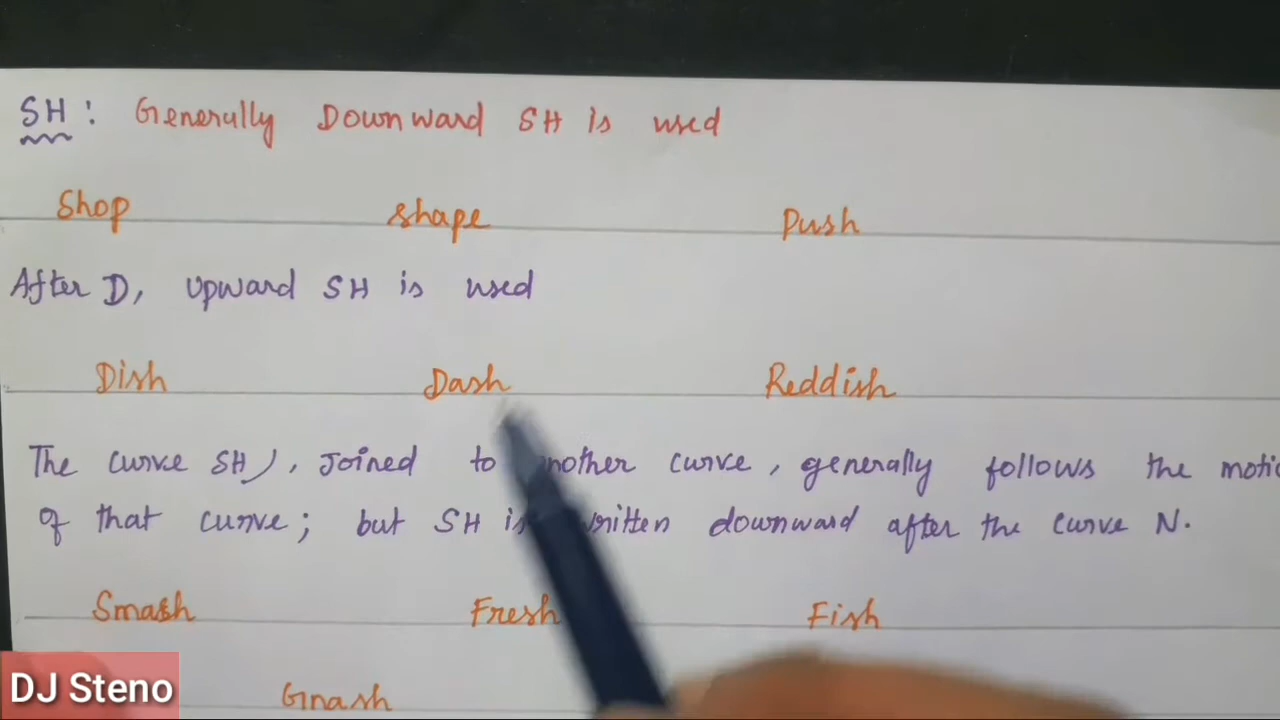 SH: Generally Downward SH is used
Shop shape Push
After D, upward SH is used
Dish Dash Reddish
The curve SH, joined to another curve, generally follows the
of that curve; but SH is written downward after the curve N.
Smash Fresh Fish
Gnash
DJ Steno